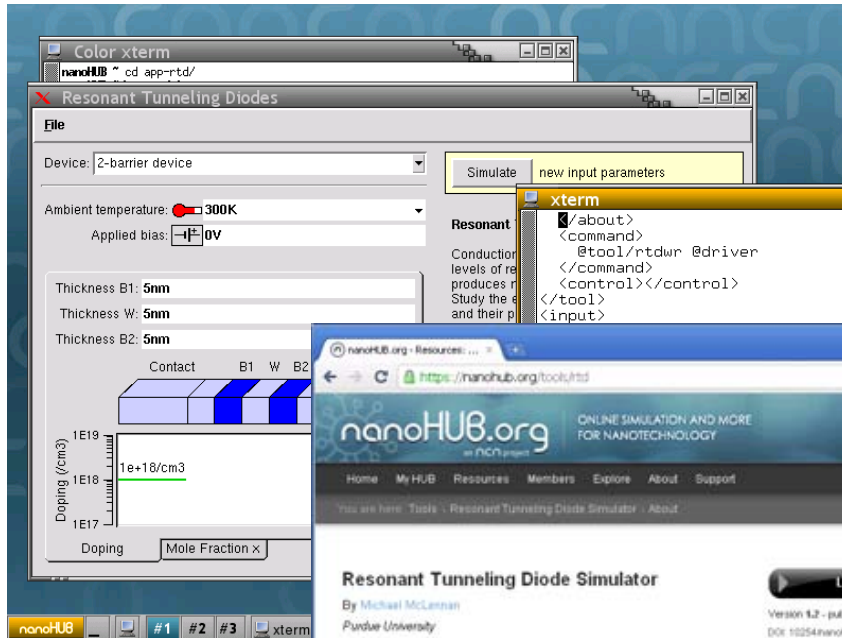 Color xterm
nanoHUB ~ cd app-rtd/
Resonant Tunneling Diodes
File
Device: 2-barrier device
Simulate new input parameters
Ambient temperature: 300K
Applied bias: 0V
Resonant
Conduction
levels of re
produces
Study the
and their p
xterm
</about>
<command>
@tool/rtdwr @driver
</command>
<control></control>
</tool>
<input>
Thickness B1: 5nm
Thickness W: 5nm
Thickness B2: 5nm
Contact B1 W B2
Doping (/cm3)
1E19
1E18
1E17
1e+18/cm3
Doping
Mole Fraction x
nanoHUB.org - Resources: ...
https://nanohub.org/tools/rtd
nanoHUB.org
ONLINE SIMULATION AND MORE
FOR NANOTECHNOLOGY
an ncn project
Home My HUB Resources Members Explore About Support
You are here: Tools › Resonant Tunneling Diode Simulator › About
Resonant Tunneling Diode Simulator
By Michael McLennan
Purdue University
Version 1.2 - pu
nanoHUB #1 #2 #3 xterm